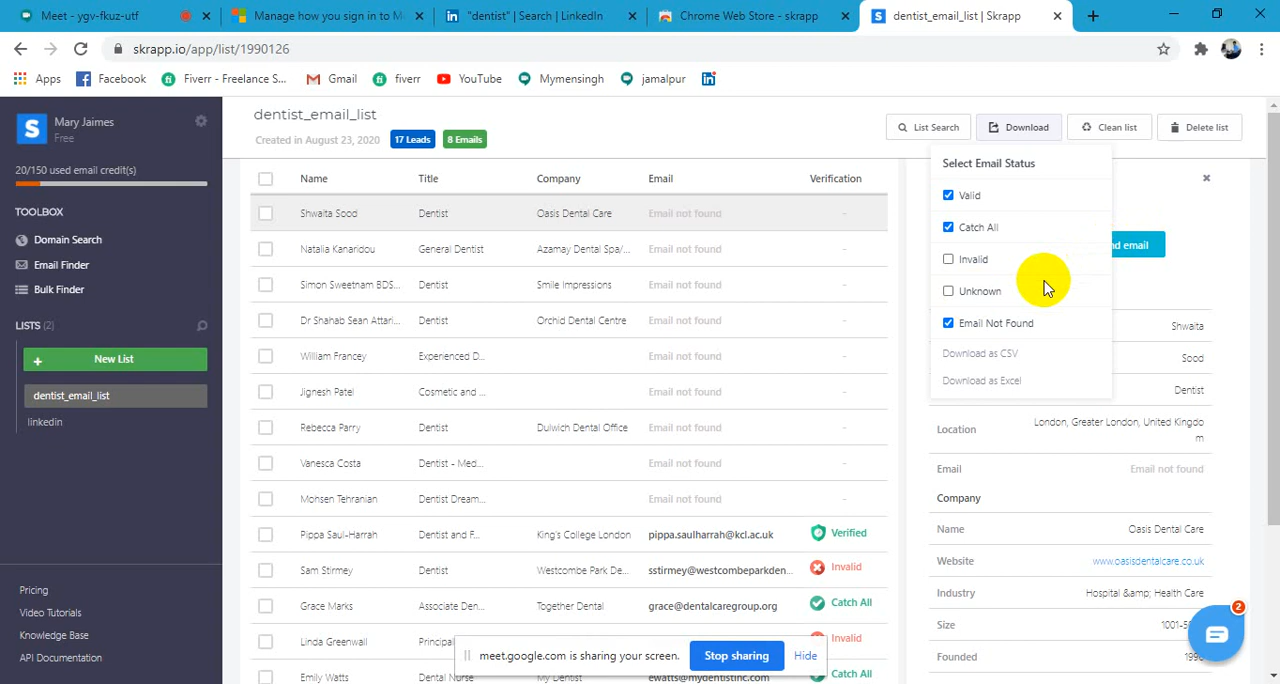 Meet - ygv-fkuz-utf
Manage how you sign in to M
"dentist" | Search | LinkedIn
Chrome Web Store - skrapp
dentist_email_list | Skrapp
skrapp.io/app/list/1990126
Apps
Facebook
Fiverr - Freelance S...
Gmail
fiverr
YouTube
Mymensingh
jamalpur
S
Mary Jaimes
Free
20/150 used email credit(s)
TOOLBOX
Domain Search
Email Finder
Bulk Finder
LISTS (2)
+ New List
dentist_email_list
linkedin
Pricing
Video Tutorials
Knowledge Base
API Documentation
dentist_email_list
Created in August 23, 2020 17 Leads 8 Emails
List Search Download Clean list Delete list
Name Title Company Email Verification
Shwaita Sood Dentist Oasis Dental Care Email not found -
Natalia Kanaridou General Dentist Azamay Dental Spa/... Email not found -
Simon Sweetnam BDS... Dentist Smile Impressions Email not found -
Dr Shahab Sean Attari... Dentist Orchid Dental Centre Email not found -
William Francey Experienced D... Email not found -
Jignesh Patel Cosmetic and ... Email not found -
Rebecca Parry Dentist Dulwich Dental Office Email not found -
Vanesca Costa Dentist - Med... Email not found -
Mohsen Tehranian Dentist Dream... Email not found -
Pippa Saul-Harrah Dentist and F... King's College London pippa.saulharrah@kcl.ac.uk Verified
Sam Stirmey Dentist Westcombe Park De... sstirmey@westcombeparkden... Invalid
Grace Marks Associate Den... Together Dental grace@dentalcaregroup.org Catch All
Linda Greenwall Principal Invalid
Emily Watts Dental Nurse My Dentist ewatts@mydentistinc.com Catch All
Select Email Status
Valid
Catch All
Invalid
Unknown
Email Not Found
Download as CSV
Download as Excel
nd email
Shwaita
Sood
Dentist
Location London, Greater London, United Kingdo
m
Email Email not found
Company
Name Oasis Dental Care
Website www.oasisdentalcare.co.uk
Industry Hospital &amp; Health Care
Size 1001-5
Founded 1996
2
meet.google.com is sharing your screen. Stop sharing Hide